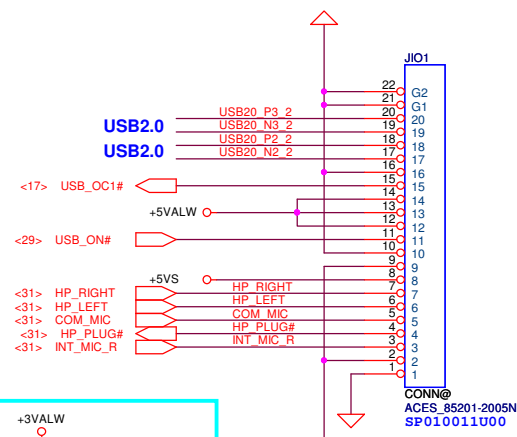 JIO1
22 G2
21 G1
USB20_P3_2 20 20
USB2.0 USB20_N3_2 19 19
USB20_P2_2 18 18
USB2.0 USB20_N2_2 17 17
16 16
<17> USB_OC1# 15 15
14 14
+5VALW 13 13
12 12
<29> USB_ON# 11 11
10 10
9 9
+5VS 8 8
<31> HP_RIGHT HP_RIGHT 7 7
<31> HP_LEFT HP_LEFT 6 6
<31> COM_MIC COM_MIC 5 5
<31> HP_PLUG# HP_PLUG# 4 4
<31> INT_MIC_R INT_MIC_R 3 3
2 2
1 1
CONN@
ACES_85201-2005N
SP010011U00
+3VALW